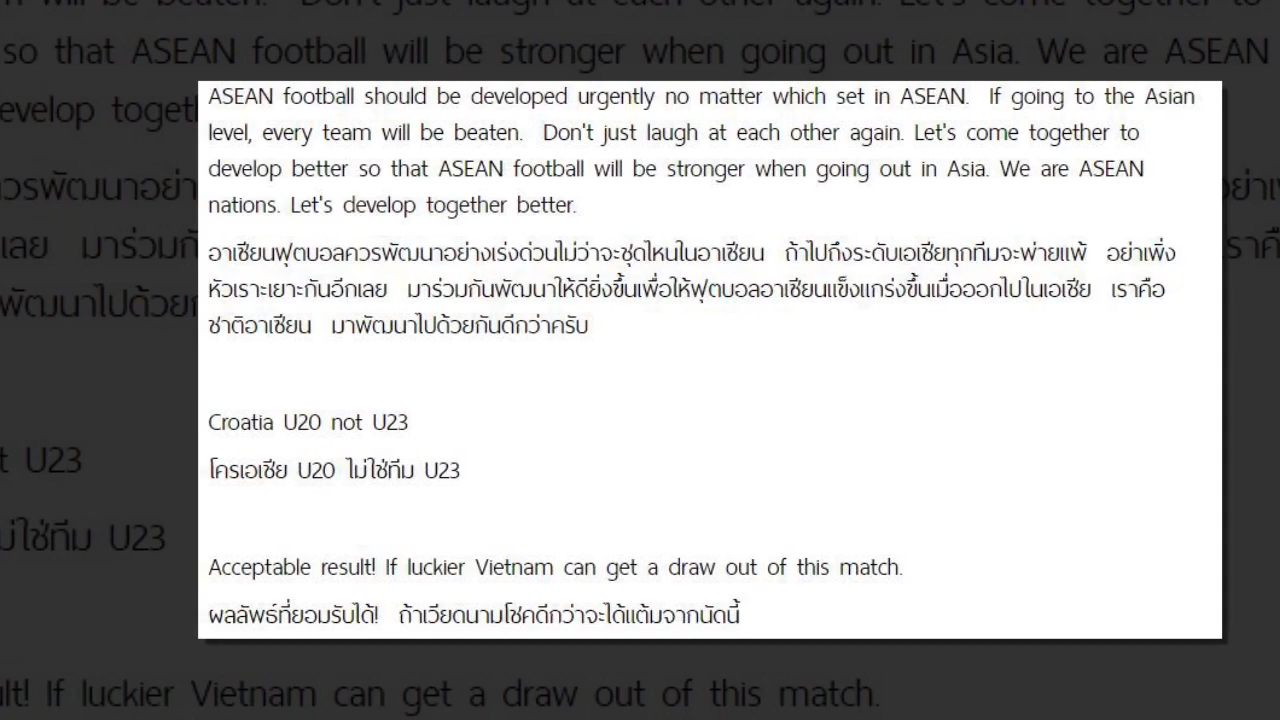 ASEAN football should be developed urgently no matter which set in ASEAN. If going to the Asian
level, every team will be beaten. Don't just laugh at each other again. Let's come together to
develop better so that ASEAN football will be stronger when going out in Asia. We are ASEAN
nations. Let's develop together better.
อาเซียนฟุตบอลควรพัฒนาอย่างเร่งด่วนไม่ว่าจะชุดไหนในอาเซียน ถ้าไปถึงระดับเอเซียทุกทีมจะพ่ายแพ้ อย่าเพิ่ง
หัวเราะเยาะกันอีกเลย มาร่วมกันพัฒนาให้ดียิ่งขึ้นเพื่อให้ฟุตบอลอาเซียนแข็งแกร่งขึ้นเมื่อออกไปในเอเซีย เราคือ
ชาติอาเซียน มาพัฒนาไปด้วยกันดีกว่าครับ
Croatia U20 not U23
โครเอเซีย U20 ไม่ใช่ทีม U23
Acceptable result! If luckier Vietnam can get a draw out of this match.
ผลลัพธ์ที่ยอมรับได้! ถ้าเวียดนามโชคดีกว่าจะได้แต้มจากนัดนี้